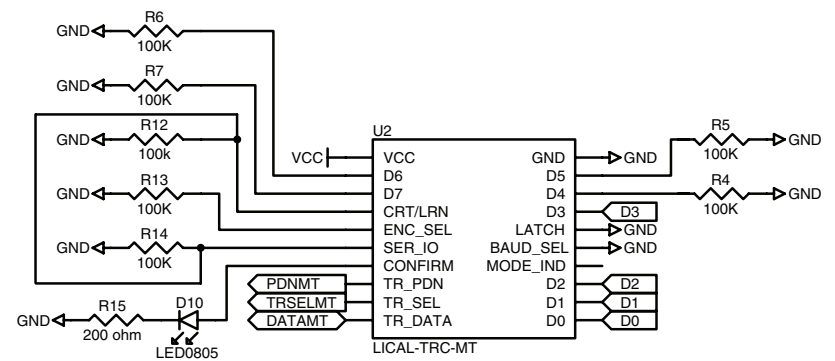 R6
GND
100K
R7
GND
100K
R12
GND
100k
R13
GND
100K
R14
GND
100K
R15
GND
200 ohm
D10
LED0805
PDNMT
TRSELMT
DATAMT
VCC
U2
VCC GND
D6 D5
D7 D4
CRT/LRN D3
ENC_SEL LATCH
SER_IO BAUD_SEL
CONFIRM MODE_IND
TR_PDN D2
TR_SEL D1
TR_DATA D0
LICAL-TRC-MT
GND
R5
100K
GND
R4
100K
GND
D3
GND
GND
D2
D1
D0